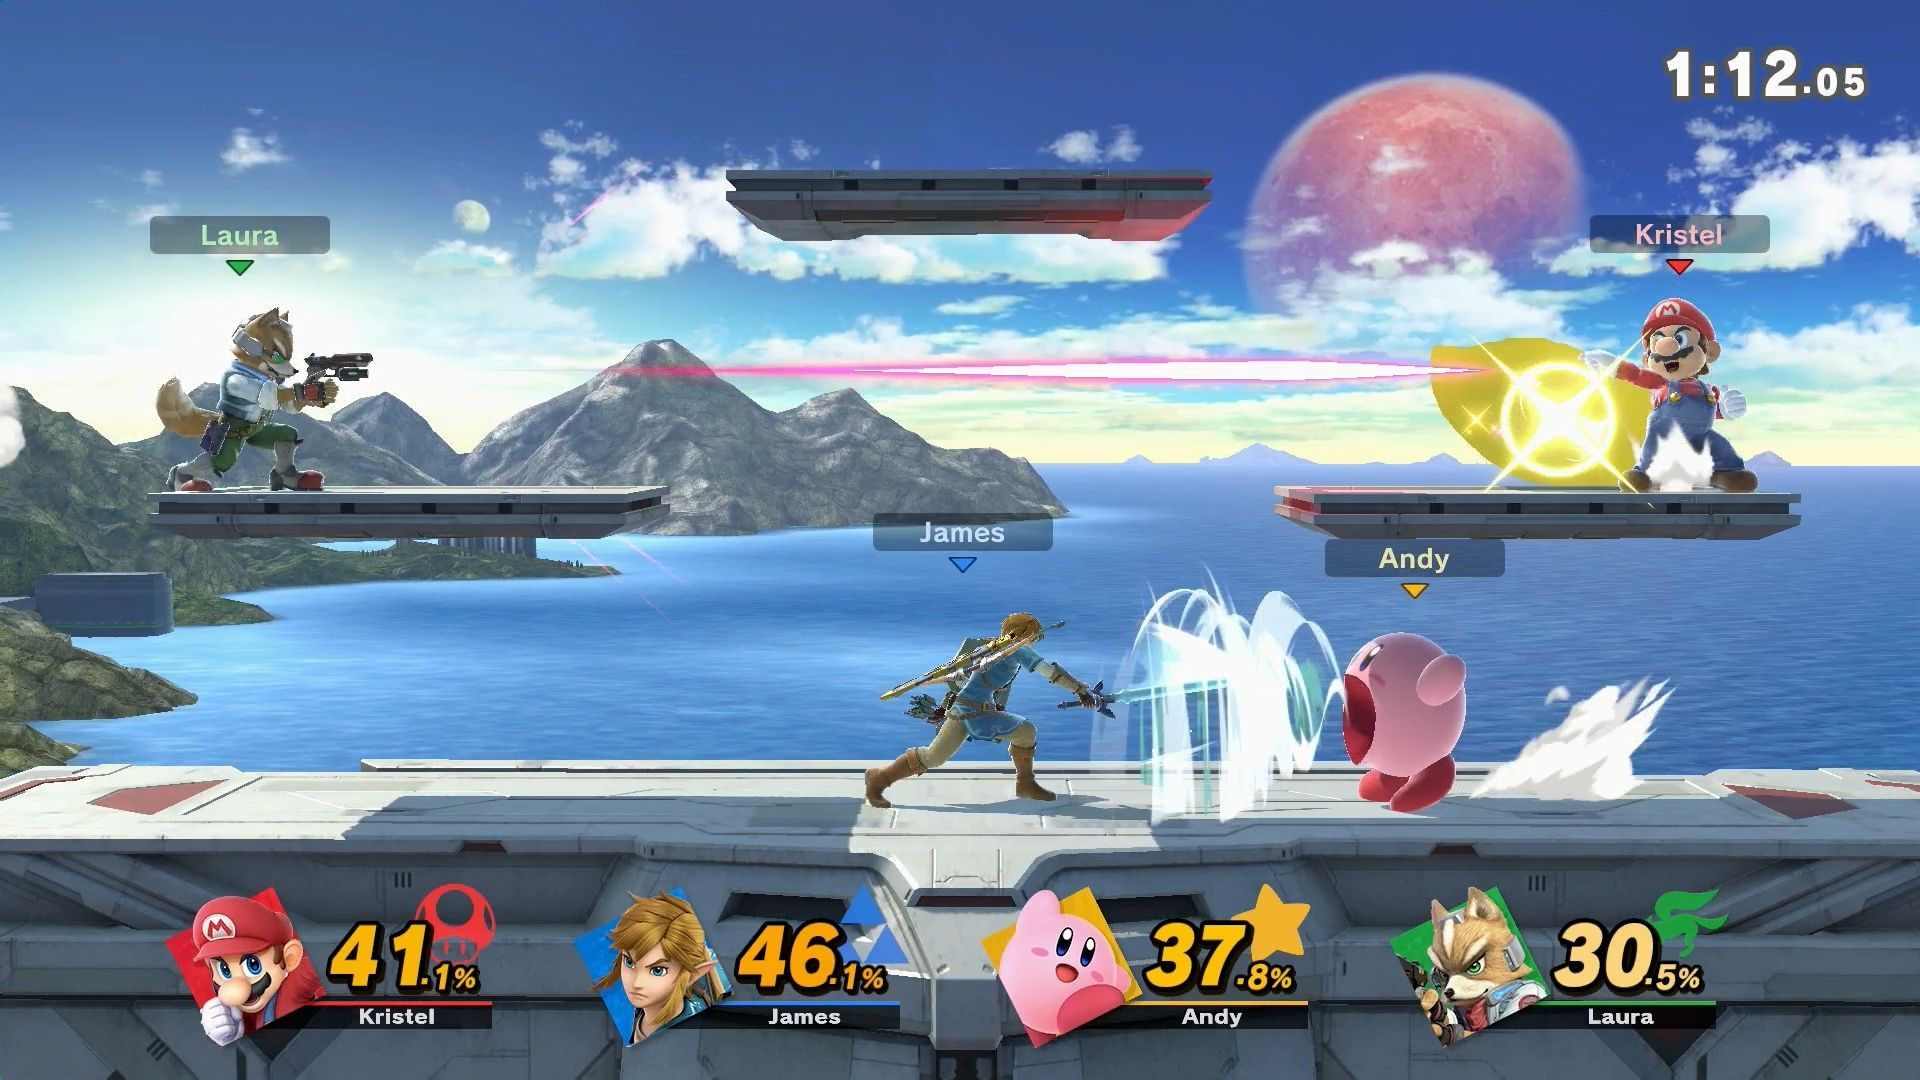 1:12.05
Laura
Kristel
James
Andy
41.1%
Kristel
46.1%
James
37.8%
Andy
30.5%
Laura